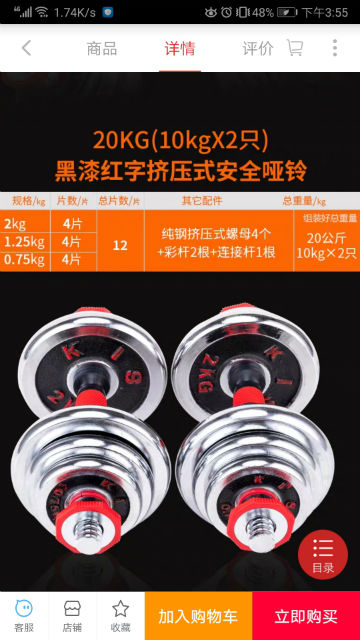 46
1.74K/s
48%
下午3:55
商品
详情
评价
20KG(10kgX2只)
黑漆红字挤压式安全哑铃
规格/kg 片数/片 总片数/片 其它配件 总重量/kg
2kg 4片
1.25kg 4片
0.75kg 4片
12
纯钢挤压式螺母4个
+彩杆2根+连接杆1根
组装好总重量
20公斤
10kg×2只
K I S
2KG
K I
目录
客服
店铺
收藏
加入购物车
立即购买